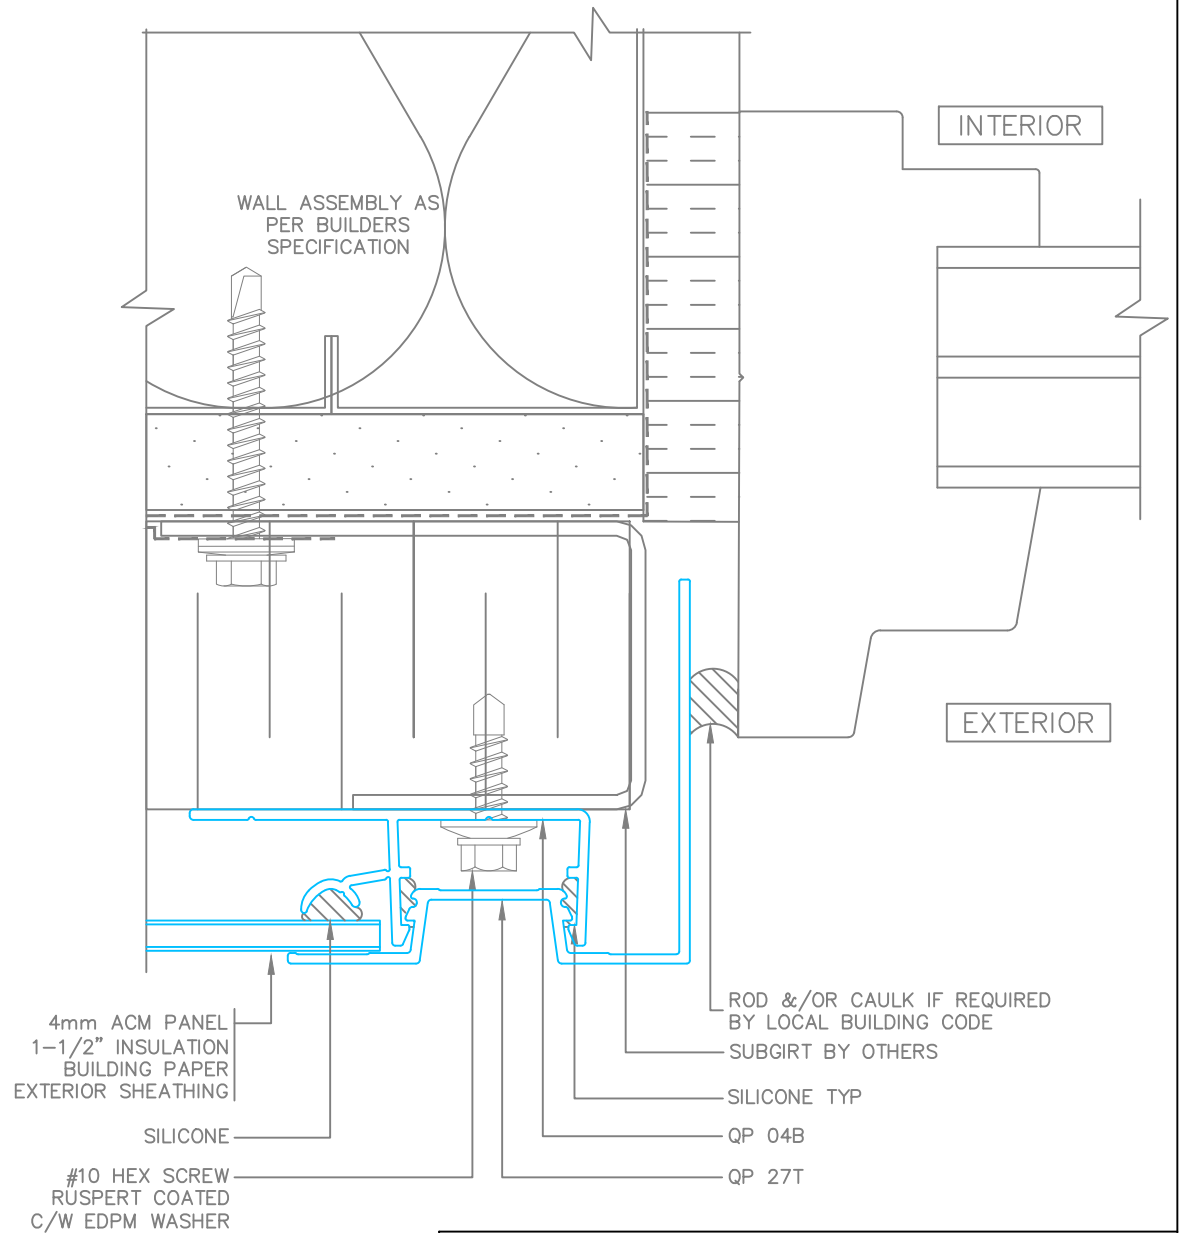 INTERIOR
WALL ASSEMBLY AS
PER BUILDERS
SPECIFICATION
EXTERIOR
4mm ACM PANEL
1-1/2" INSULATION
BUILDING PAPER
EXTERIOR SHEATHING
SILICONE
#10 HEX SCREW
RUSPERT COATED
C/W EDPM WASHER
ROD &/OR CAULK IF REQUIRED
BY LOCAL BUILDING CODE
SUBGIRT BY OTHERS
SILICONE TYP
QP 04B
QP 27T